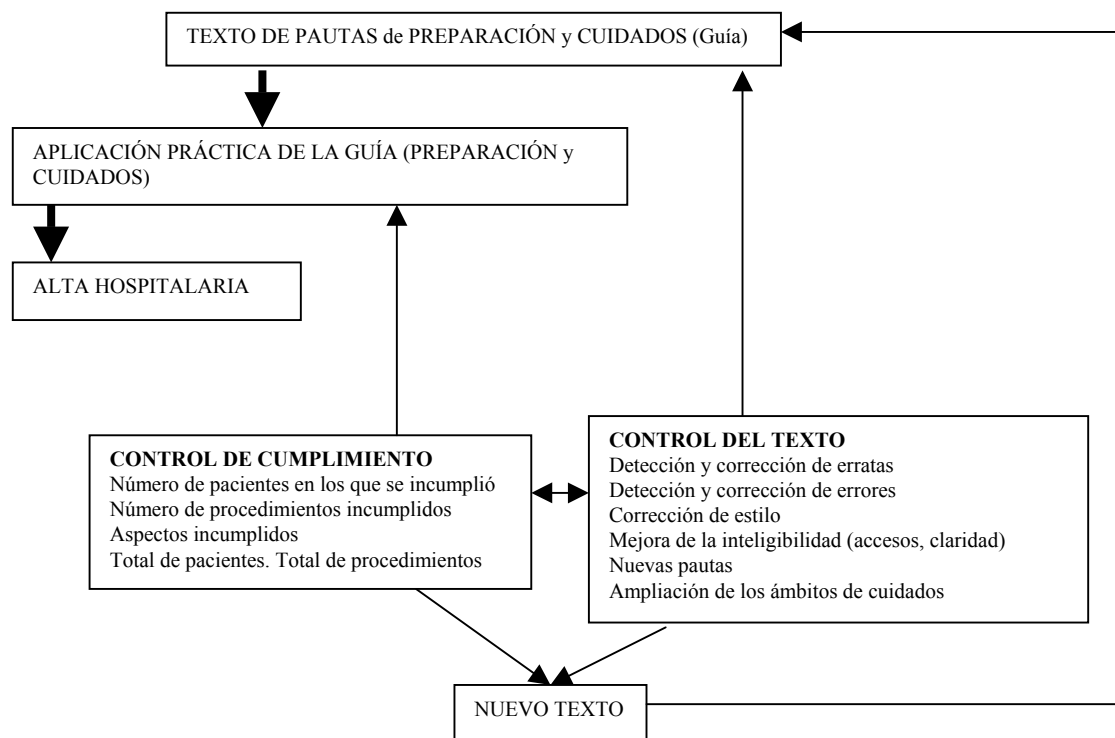 TEXTO DE PAUTAS de PREPARACIÓN y CUIDADOS (Guía)
APLICACIÓN PRÁCTICA DE LA GUÍA (PREPARACIÓN y
CUIDADOS)
ALTA HOSPITALARIA
CONTROL DE CUMPLIMIENTO
Número de pacientes en los que se incumplió
Número de procedimientos incumplidos
Aspectos incumplidos
Total de pacientes. Total de procedimientos
CONTROL DEL TEXTO
Detección y corrección de erratas
Detección y corrección de errores
Corrección de estilo
Mejora de la inteligibilidad (accesos, claridad)
Nuevas pautas
Ampliación de los ámbitos de cuidados
NUEVO TEXTO